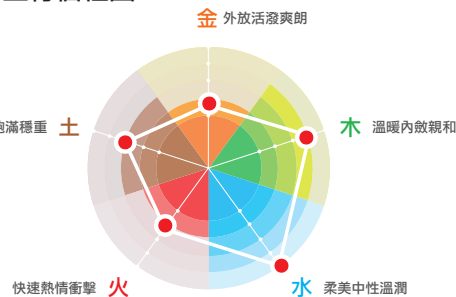 金 外放活潑爽朗
滿穩重 土
木 溫暖內斂親和
快速熱情衝擊 火
水 柔美中性溫潤